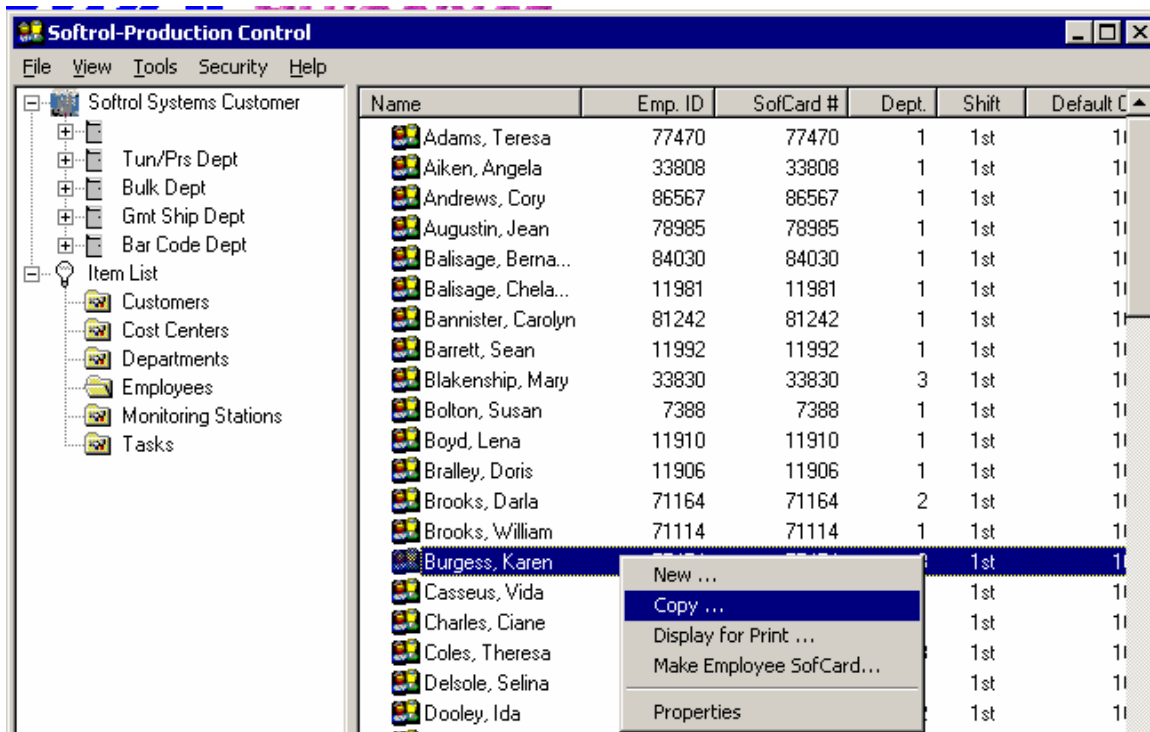 Softrol-Production Control
File View Tools Security Help
Softrol Systems Customer
Tun/Prs Dept
Bulk Dept
Gmt Ship Dept
Bar Code Dept
Item List
Customers
Cost Centers
Departments
Employees
Monitoring Stations
Tasks
Name Emp. ID SofCard # Dept. Shift Default
Adams, Teresa 77470 77470 1 1st
Aiken, Angela 33808 33808 1 1st
Andrews, Cory 86567 86567 1 1st
Augustin, Jean 78985 78985 1 1st
Balisage, Berna... 84030 84030 1 1st
Balisage, Chela... 11981 11981 1 1st
Bannister, Carolyn 81242 81242 1 1st
Barrett, Sean 11992 11992 1 1st
Blakenship, Mary 33830 33830 3 1st
Bolton, Susan 7388 7388 1 1st
Boyd, Lena 11910 11910 1 1st
Bralley, Doris 11906 11906 1 1st
Brooks, Darla 71164 71164 2 1st
Brooks, William 71114 71114 1 1st
Burgess, Karen 1st
Casseus, Vida 1st
Charles, Ciane 1st
Coles, Theresa 1st
Delsole, Selina 1st
Dooley, Ida 1st
New ...
Copy ...
Display for Print ...
Make Employee SofCard...
Properties